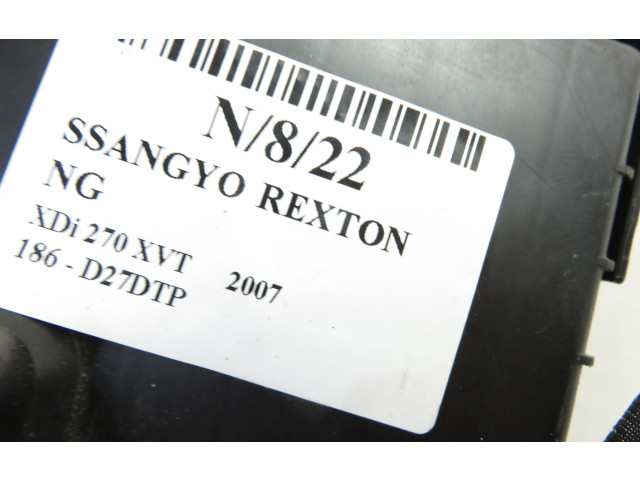 N/8/22
SSANGYO REXTON
NG
XDi 270 XVT 2007
186 - D27DTP